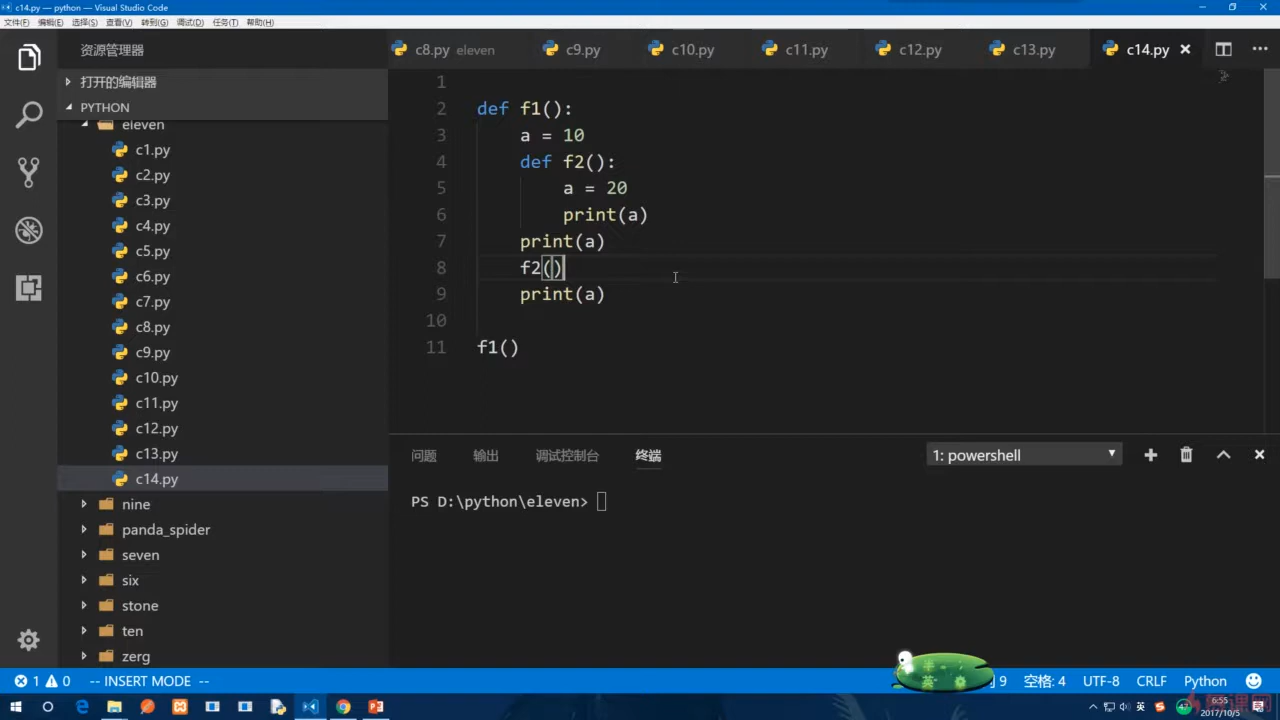 c14.py — python — Visual Studio Code
文件(F) 编辑(E) 选择(S) 查看(V) 转到(G) 调试(D) 任务(T) 帮助(H)
资源管理器
打开的编辑器
PYTHON
eleven
c1.py
c2.py
c3.py
c4.py
c5.py
c6.py
c7.py
c8.py
c9.py
c10.py
c11.py
c12.py
c13.py
c14.py
nine
panda_spider
seven
six
stone
ten
zerg
c8.py eleven c9.py c10.py c11.py c12.py c13.py c14.py
1
2 def f1():
3 a = 10
4 def f2():
5 a = 20
6 print(a)
7 print(a)
8 f2()
9 print(a)
10
11 f1()
问题 输出 调试控制台 终端 1: powershell
PS D:\python\eleven>
1 0 -- INSERT MODE -- 9 空格: 4 UTF-8 CRLF Python
英
英 47 6:55
2017/10/5